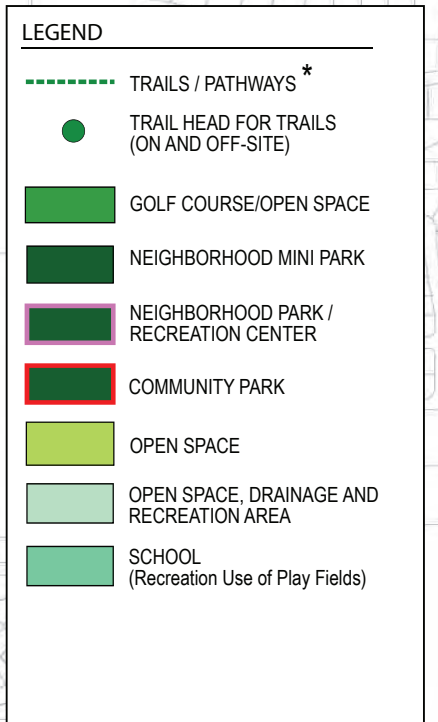 LEGEND
TRAILS / PATHWAYS *
TRAIL HEAD FOR TRAILS
(ON AND OFF-SITE)
GOLF COURSE/OPEN SPACE
NEIGHBORHOOD MINI PARK
NEIGHBORHOOD PARK /
RECREATION CENTER
COMMUNITY PARK
OPEN SPACE
OPEN SPACE, DRAINAGE AND
RECREATION AREA
SCHOOL
(Recreation Use of Play Fields)